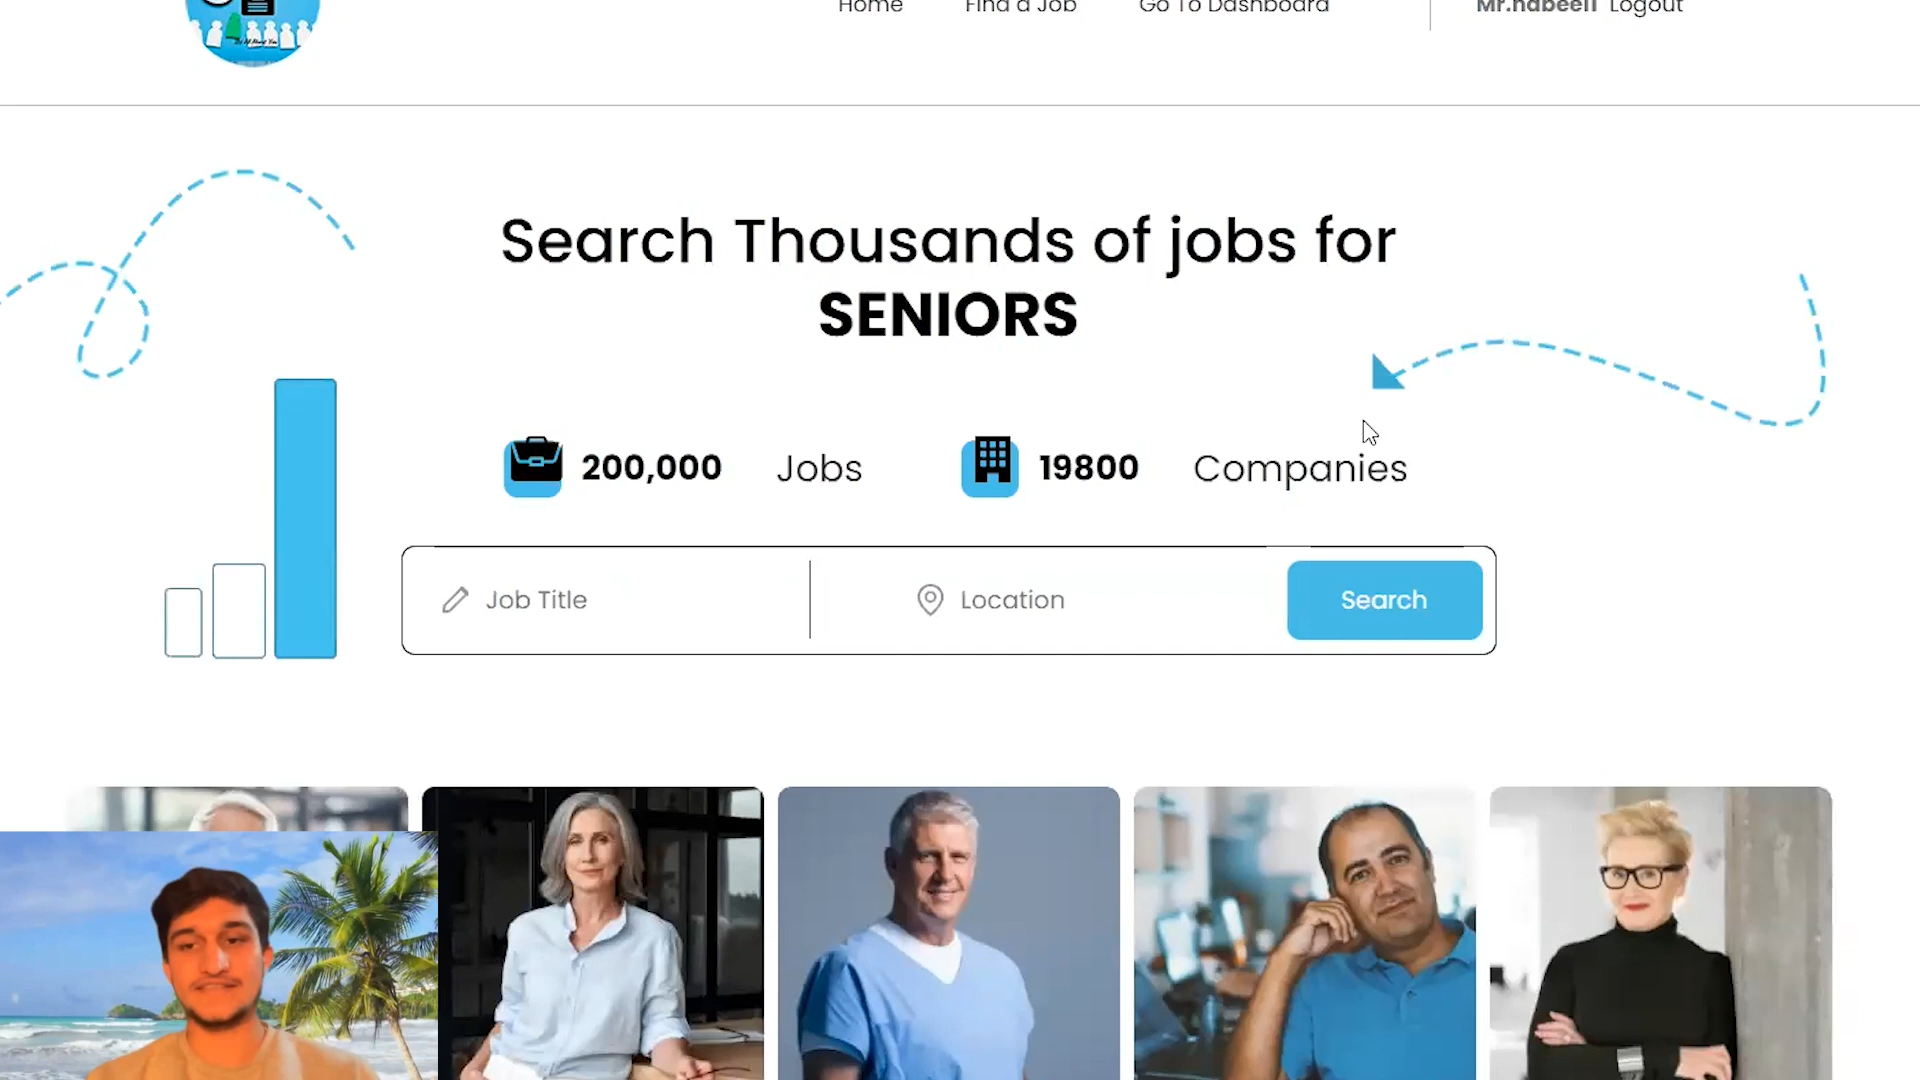 Home Find a Job Go To Dashboard Mr.nabeel1 Logout
Search Thousands of jobs for
SENIORS
200,000 Jobs 19800 Companies
Job Title Location Search